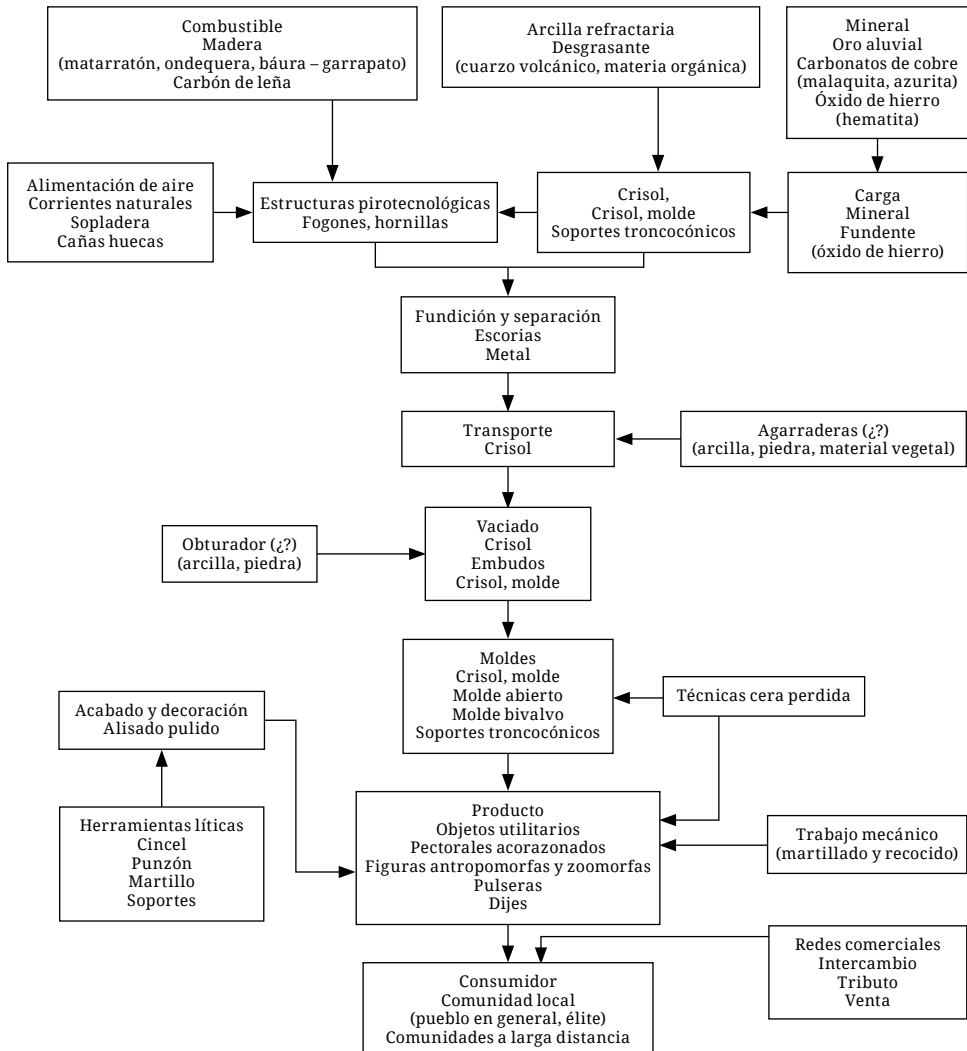 Combustible
Madera
(matarratón, ondequera, báura – garrapato)
Carbón de leña
Arcilla refractaria
Desgrasante
(cuarzo volcánico, materia orgánica)
Mineral
Oro aluvial
Carbonatos de cobre
(malaquita, azurita)
Óxido de hierro
(hematita)
Alimentación de aire
Corrientes naturales
Sopladera
Cañas huecas
Estructuras pirotecnológicas
Fogones, hornillas
Crisol,
Crisol, molde
Soportes troncocónicos
Carga
Mineral
Fundente
(óxido de hierro)
Fundición y separación
Escorias
Metal
Transporte
Crisol
Agarraderas (¿?)
(arcilla, piedra, material vegetal)
Obturador (¿?)
(arcilla, piedra)
Vaciado
Crisol
Embudos
Crisol, molde
Moldes
Crisol, molde
Molde abierto
Molde bivalvo
Soportes troncocónicos
Técnicas cera perdida
Acabado y decoración
Alisado pulido
Herramientas líticas
Cincel
Punzón
Martillo
Soportes
Producto
Objetos utilitarios
Pectorales acorazonados
Figuras antropomorfas y zoomorfas
Pulseras
Dijes
Trabajo mecánico
(martillado y recocido)
Redes comerciales
Intercambio
Tributo
Venta
Consumidor
Comunidad local
(pueblo en general, élite)
Comunidades a larga distancia